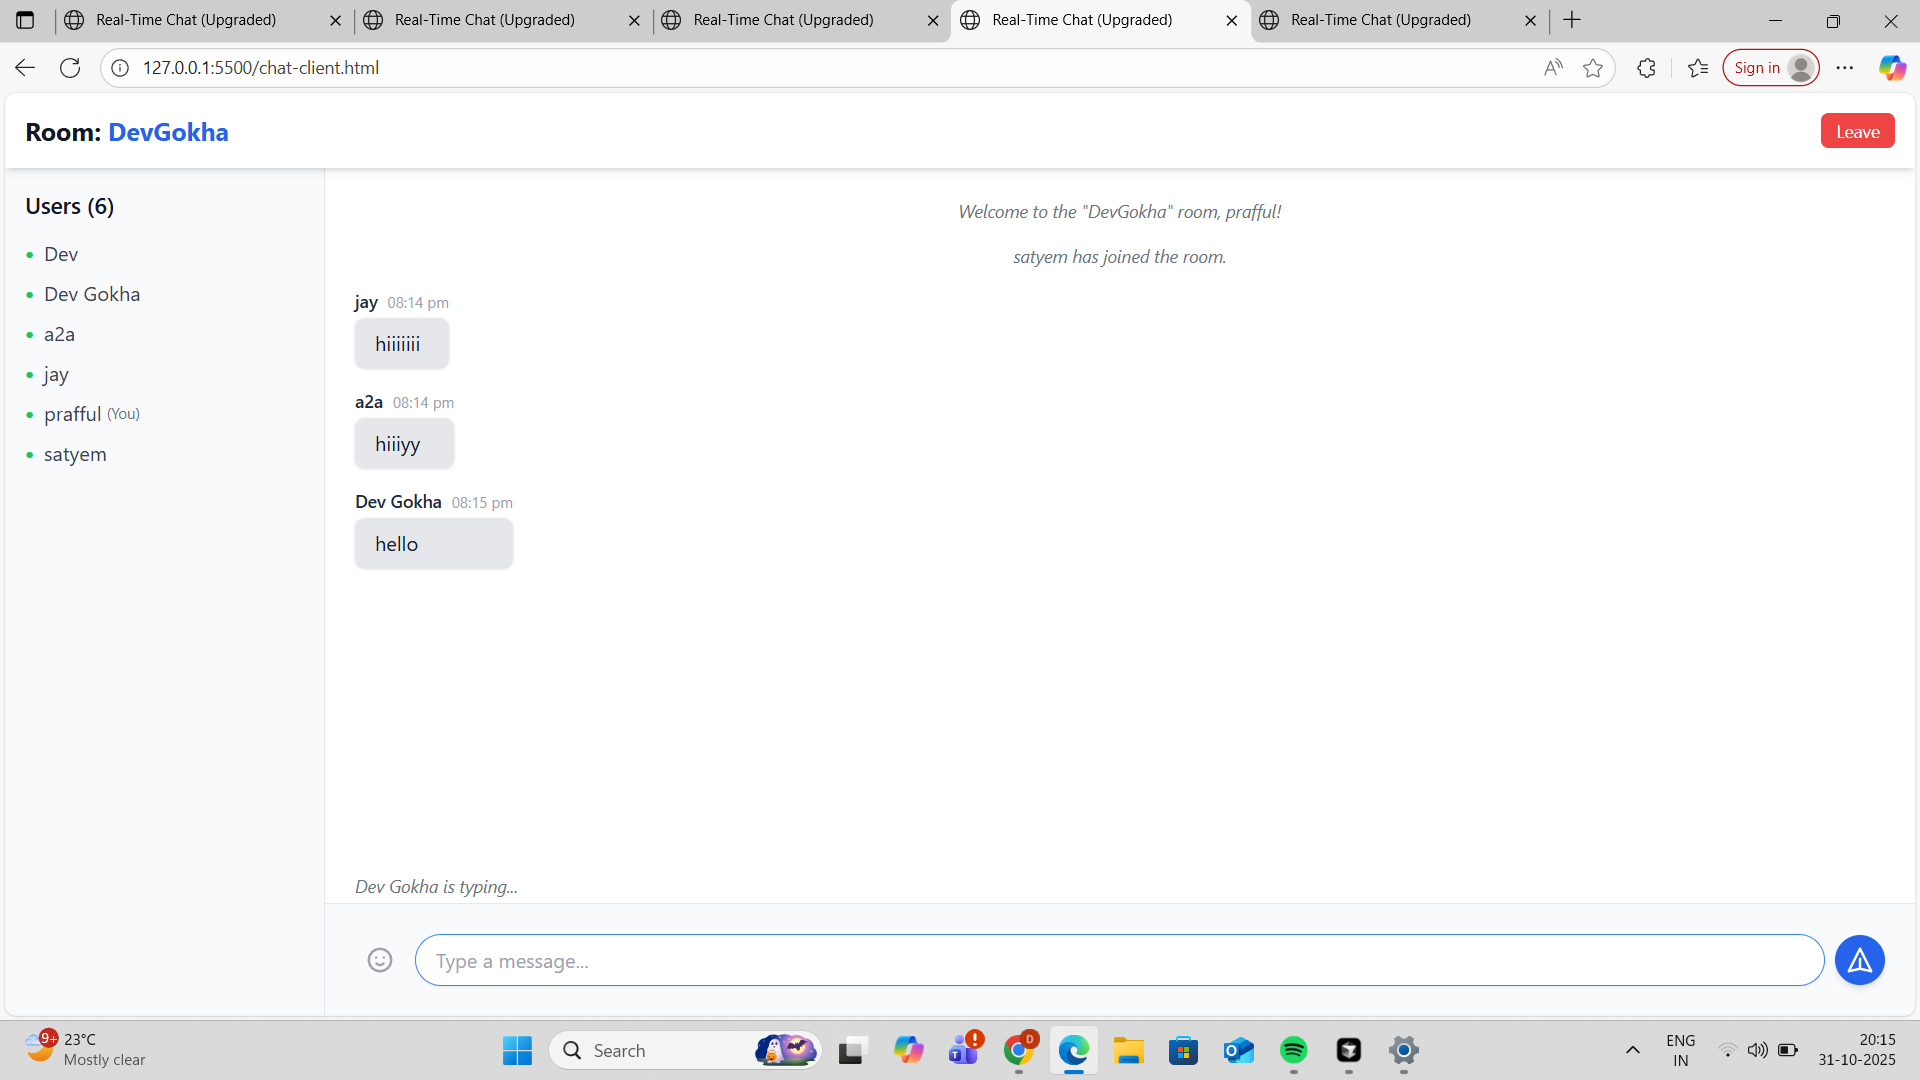 Real-Time Chat (Upgraded)
Real-Time Chat (Upgraded)
Real-Time Chat (Upgraded)
Real-Time Chat (Upgraded)
Real-Time Chat (Upgraded)
127.0.0.1:5500/chat-client.html
Sign in
Room: DevGokha
Leave
Users (6)
Dev
Dev Gokha
a2a
jay
prafful (You)
satyem
Welcome to the "DevGokha" room, prafful!
satyem has joined the room.
jay 08:14 pm
hiiiiiii
a2a 08:14 pm
hiiiyy
Dev Gokha 08:15 pm
hello
Dev Gokha is typing...
Type a message...
9+
23°C
Mostly clear
Search
D
ENG
IN
20:15
31-10-2025